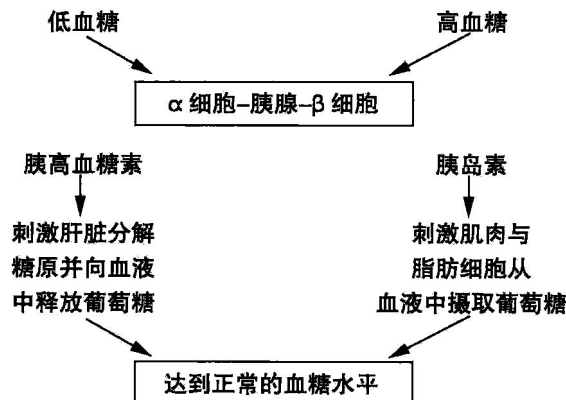 低血糖
高血糖
α细胞-胰腺-β细胞
胰高血糖素
胰岛素
刺激肝脏分解
糖原并向血液
中释放葡萄糖
刺激肌肉与
脂肪细胞从
血液中摄取葡萄糖
达到正常的血糖水平